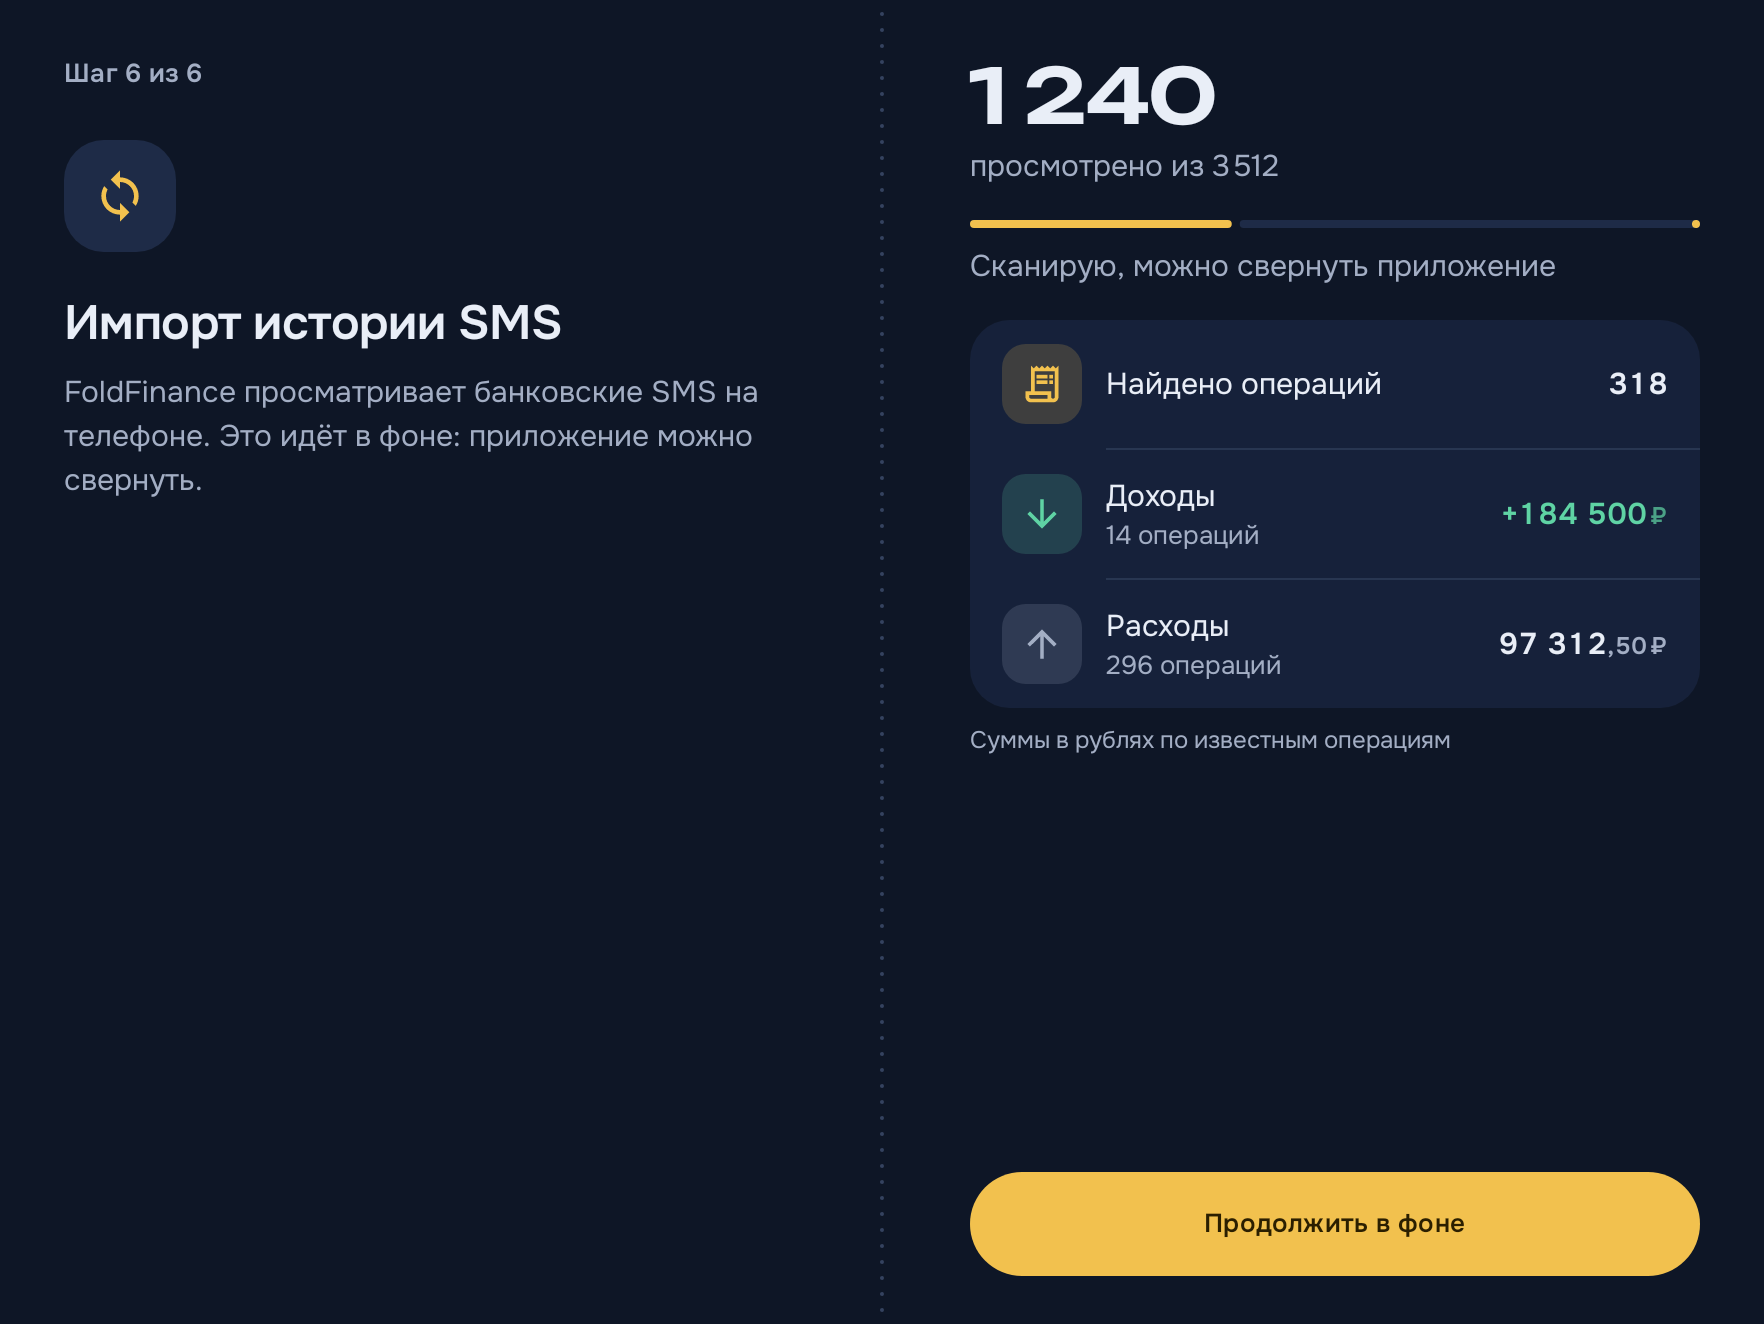 Шаг 6 из 6
Импорт истории SMS
FoldFinance просматривает банковские SMS на
телефоне. Это идёт в фоне: приложение можно
свернуть.
1 240
просмотрено из 3 512
Сканирую, можно свернуть приложение
Найдено операций 318
Доходы
14 операций
+184 500 ₽
Расходы
296 операций
97 312,50 ₽
Суммы в рублях по известным операциям
Продолжить в фоне